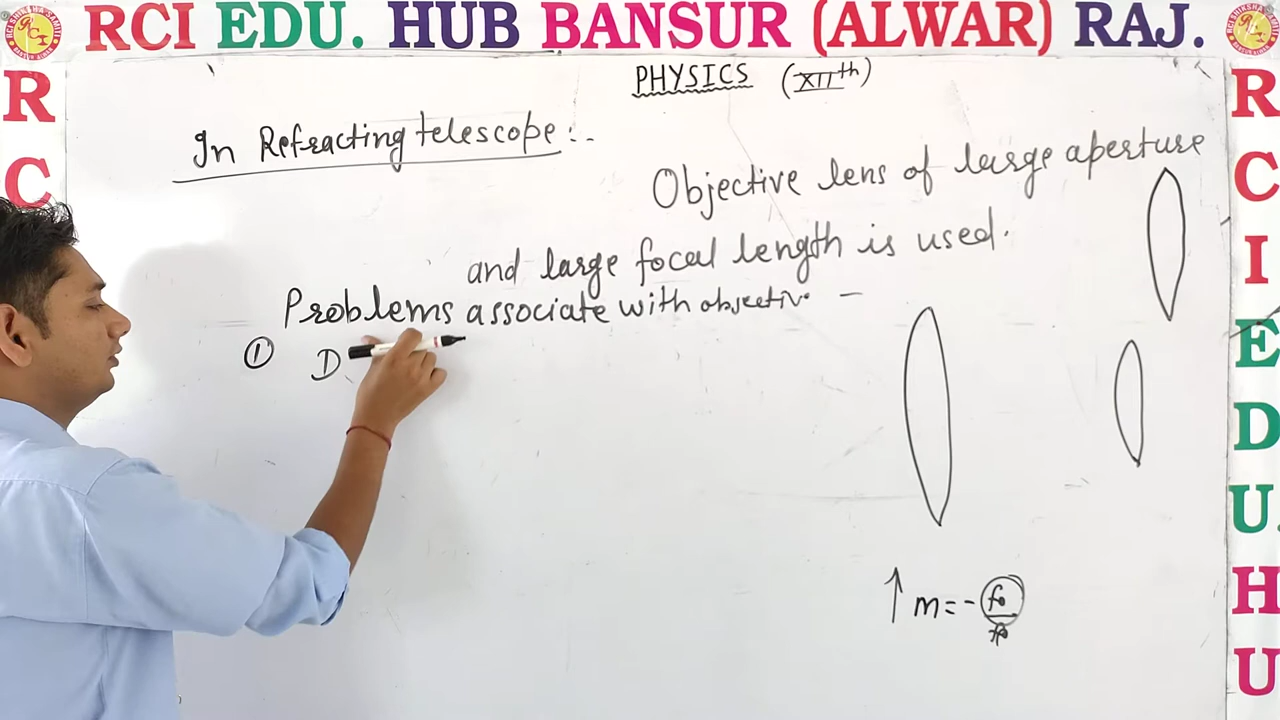 RCI EDU. HUB BANSUR (ALWAR) RAJ.
PHYSICS (XIIth)
In Refracting telescope :-
Objective lens of large aperture
and large focal length is used.
Problems associate with objective –
① D
↑ m = - fo
fe
R
C
R
C
I
E
D
U.
H
U